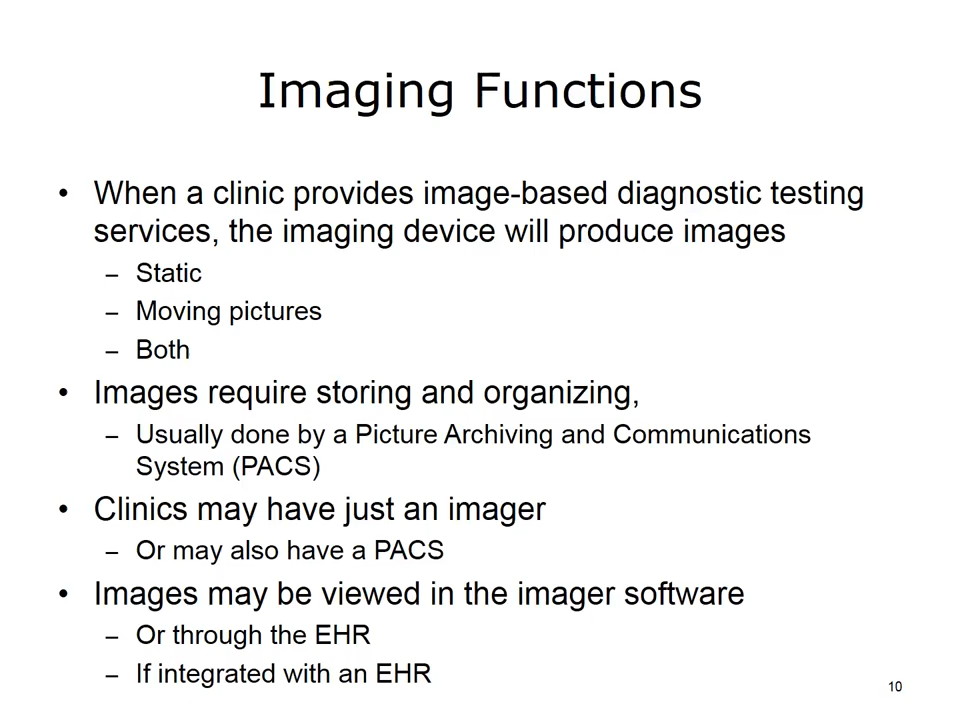 Imaging Functions
• When a clinic provides image-based diagnostic testing
services, the imaging device will produce images
– Static
– Moving pictures
– Both
• Images require storing and organizing,
– Usually done by a Picture Archiving and Communications
System (PACS)
• Clinics may have just an imager
– Or may also have a PACS
• Images may be viewed in the imager software
– Or through the EHR
– If integrated with an EHR
10